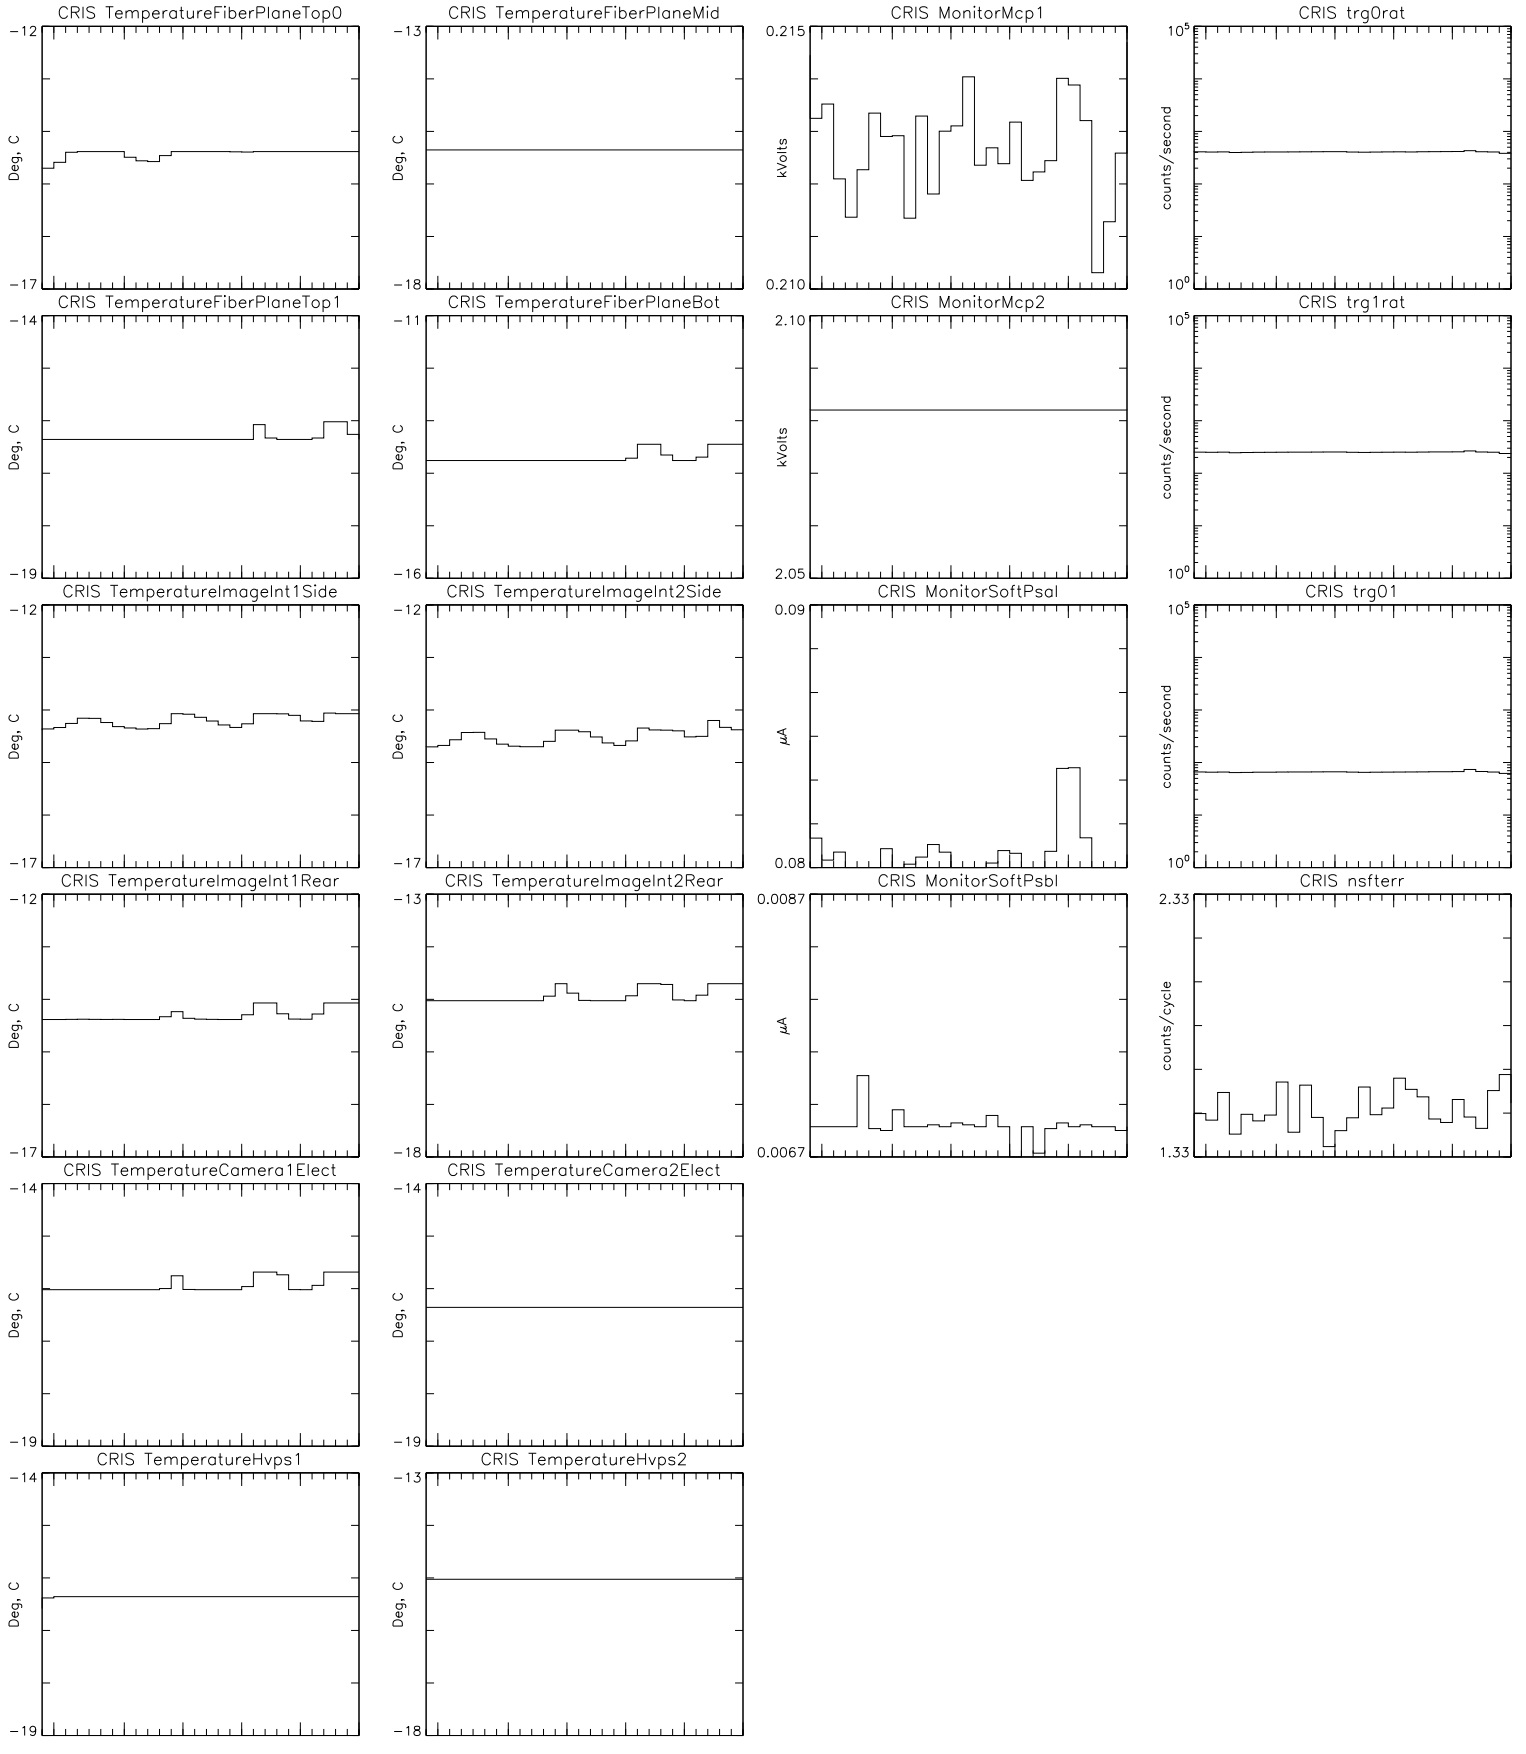 CRIS TemperatureFiberPlaneTop0
-12
Deg, C
-17
CRIS TemperatureFiberPlaneMid
-13
Deg, C
-18
CRIS MonitorMcp1
0.215
kVolts
0.210
CRIS trg0rat
10⁵
counts/second
10⁰
CRIS TemperatureFiberPlaneTop1
-14
Deg, C
-19
CRIS TemperatureFiberPlaneBot
-11
Deg, C
-16
CRIS MonitorMcp2
2.10
kVolts
2.05
CRIS trg1rat
10⁵
counts/second
10⁰
CRIS TemperatureImageInt1Side
-12
Deg, C
-17
CRIS TemperatureImageInt2Side
-12
Deg, C
-17
CRIS MonitorSoftPsaI
0.09
μA
0.08
CRIS trg01
10⁵
counts/second
10⁰
CRIS TemperatureImageInt1Rear
-12
Deg, C
-17
CRIS TemperatureImageInt2Rear
-13
Deg, C
-18
CRIS MonitorSoftPsbI
0.0087
μA
0.0067
CRIS nsfterr
2.33
counts/cycle
1.33
CRIS TemperatureCamera1Elect
-14
Deg, C
-19
CRIS TemperatureCamera2Elect
-14
Deg, C
-19
CRIS TemperatureHvps1
-14
Deg, C
-19
CRIS TemperatureHvps2
-13
Deg, C
-18